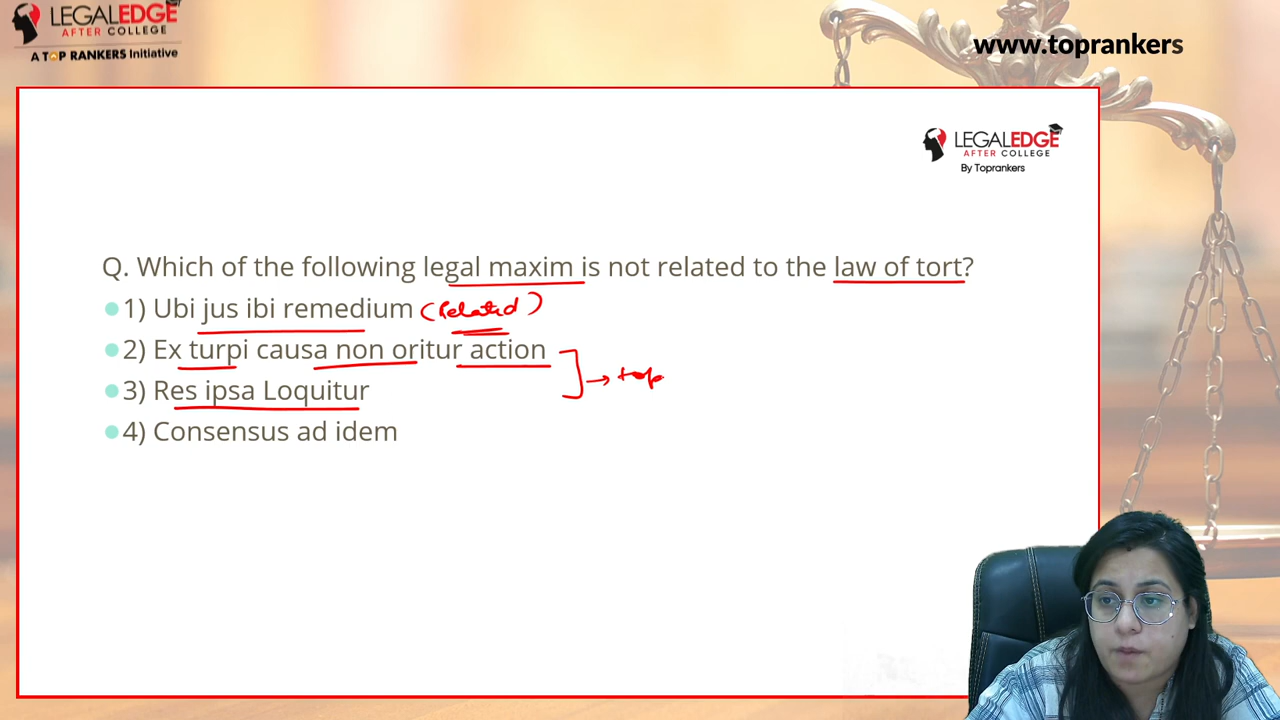 LEGALEDGE
AFTER COLLEGE
A TOP RANKERS Initiative
www.toprankers
LEGALEDGE
AFTER COLLEGE
By Toprankers
Q. Which of the following legal maxim is not related to the law of tort?
1) Ubi jus ibi remedium (Related)
2) Ex turpi causa non oritur action
3) Res ipsa Loquitur
4) Consensus ad idem